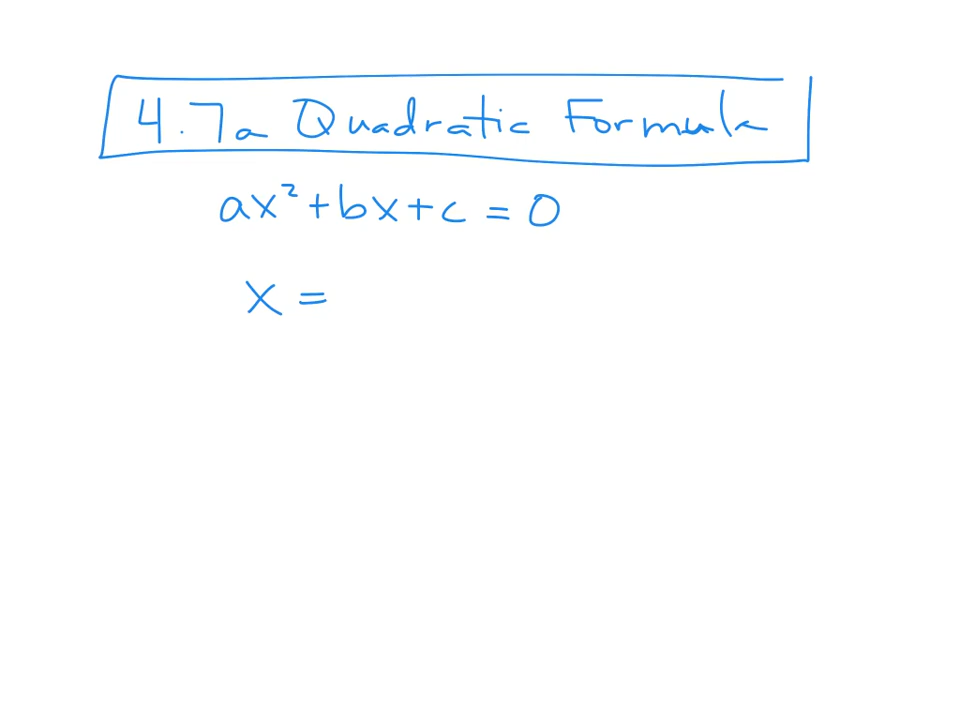 4.7a Quadratic Formula
ax²+bx+c = 0
x =